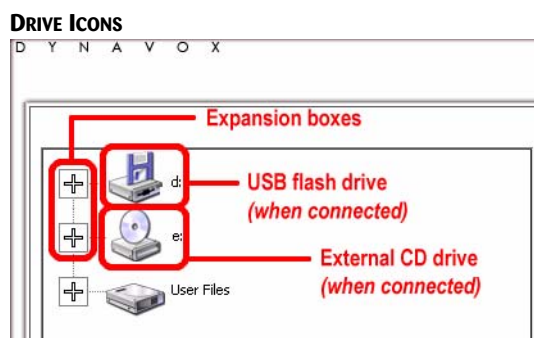 DRIVE ICONS
D Y N A V O X
Expansion boxes
d:
USB flash drive
(when connected)
e:
External CD drive
(when connected)
User Files